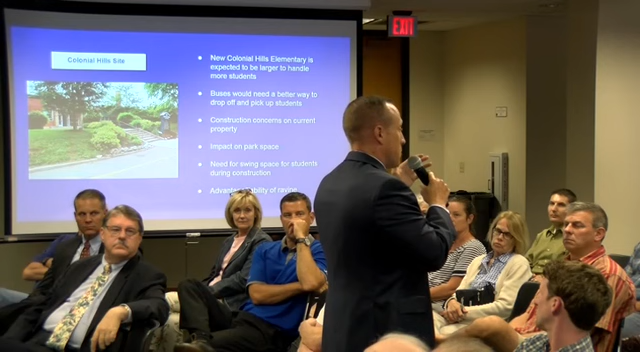 EXIT
Colonial Hills Site
New Colonial Hills Elementary is
expected to be larger to handle
more students
Buses would need a better way to
drop off and pick up students
Construction concerns on current
property
Impact on park space
Need for swing space for students
during construction
of ravine